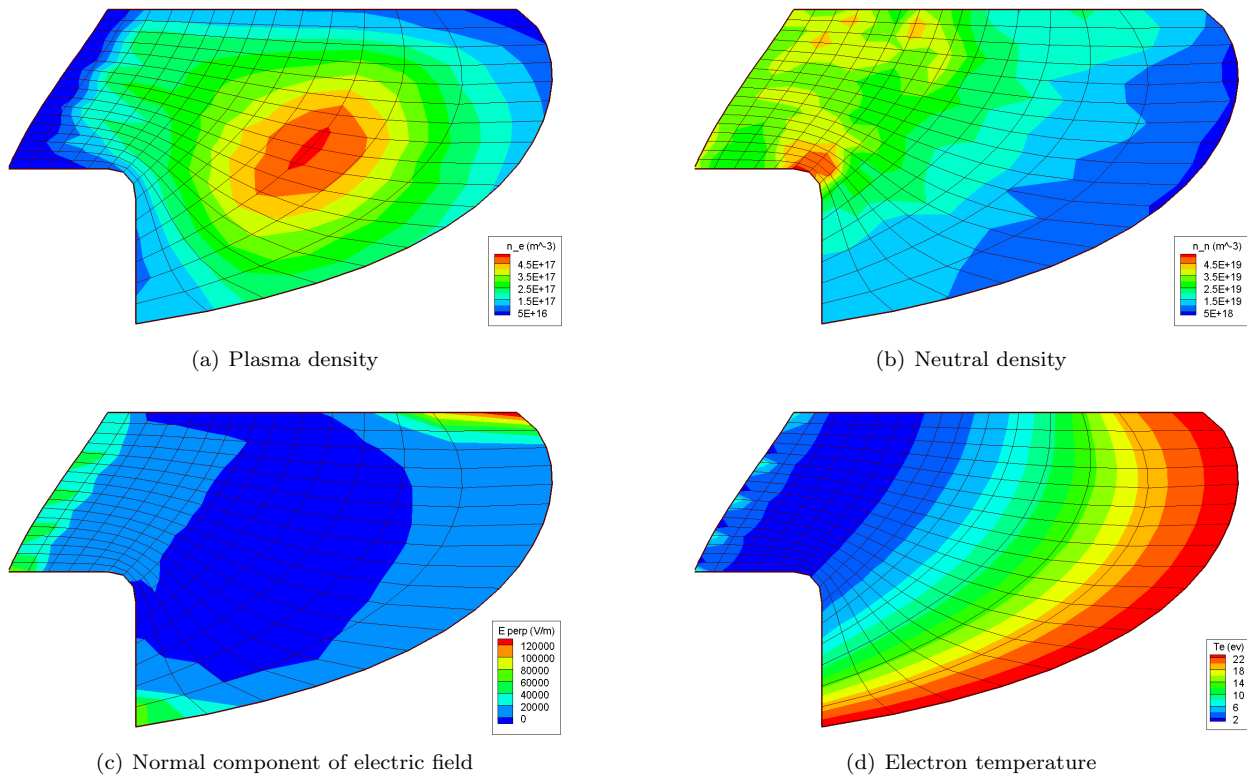 n_e (m^-3)
4.5E+17
3.5E+17
2.5E+17
1.5E+17
5E+16
n_n (m^-3)
4.5E+19
3.5E+19
2.5E+19
1.5E+19
5E+18
(a) Plasma density
(b) Neutral density
E perp (V/m)
120000
100000
80000
60000
40000
20000
0
Te (ev)
22
18
14
10
6
2
(c) Normal component of electric field
(d) Electron temperature